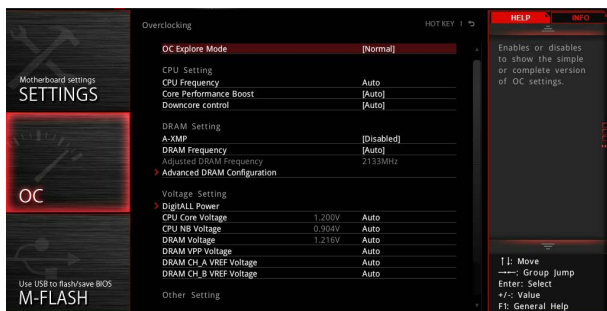 Overclocking
HOT KEY | ↰
HELP
INFO
OC Explore Mode [Normal]
CPU Setting
CPU Frequency Auto
Core Performance Boost [Auto]
Downcore control [Auto]
DRAM Setting
A-XMP [Disabled]
DRAM Frequency [Auto]
Adjusted DRAM Frequency 2133MHz
> Advanced DRAM Configuration
Voltage Setting
> DigitALL Power
CPU Core Voltage 1.200V Auto
CPU NB Voltage 0.904V Auto
DRAM Voltage 1.216V Auto
DRAM VPP Voltage Auto
DRAM CH_A VREF Voltage Auto
DRAM CH_B VREF Voltage Auto
Other Setting
Motherboard settings
SETTINGS
OC
Use USB to flash/save BIOS
M-FLASH
Enables or disables
to show the simple
or complete version
of OC settings.
↑↓: Move
→←: Group Jump
Enter: Select
+/-: Value
F1: General Help